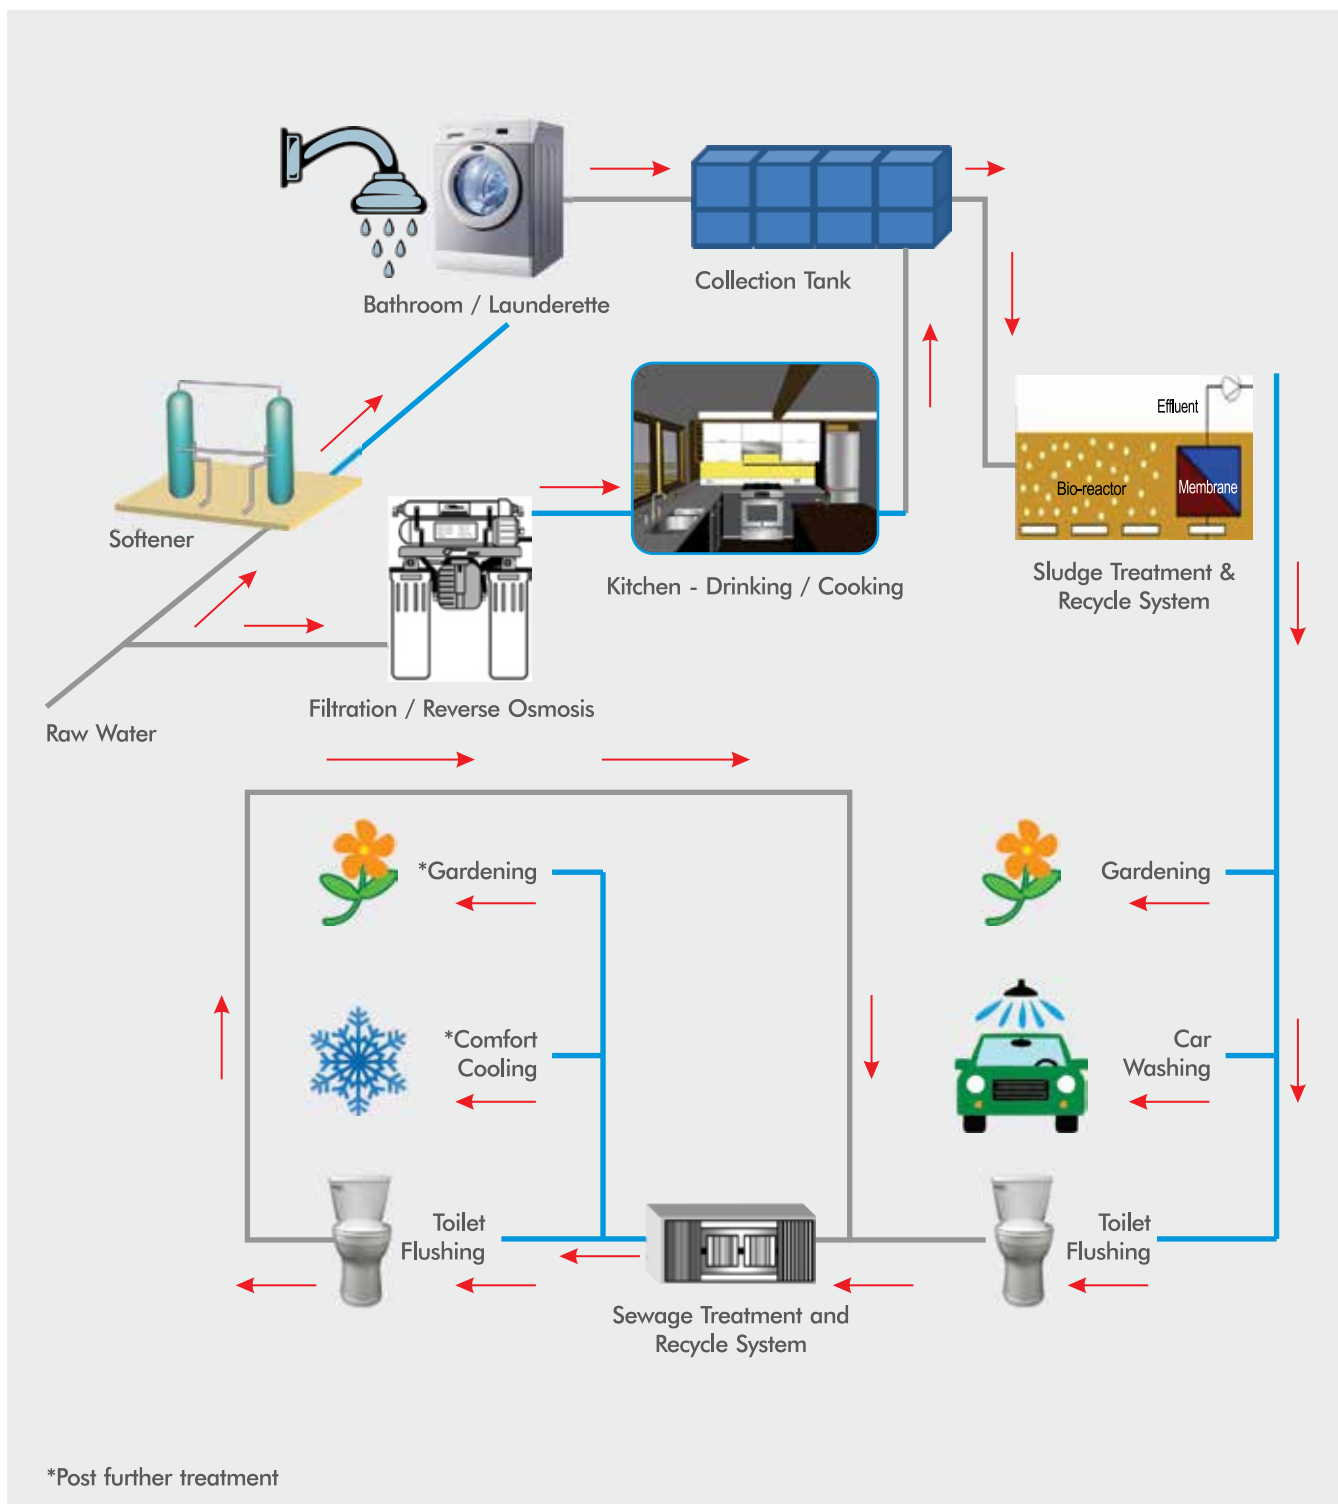 Bathroom / Launderette
Collection Tank
Effluent
Bio-reactor
Membrane
Softener
Kitchen - Drinking / Cooking
Sludge Treatment &
Recycle System
Filtration / Reverse Osmosis
Raw Water
*Gardening
Gardening
*Comfort
Cooling
Car
Washing
Toilet
Flushing
Toilet
Flushing
Sewage Treatment and
Recycle System
*Post further treatment